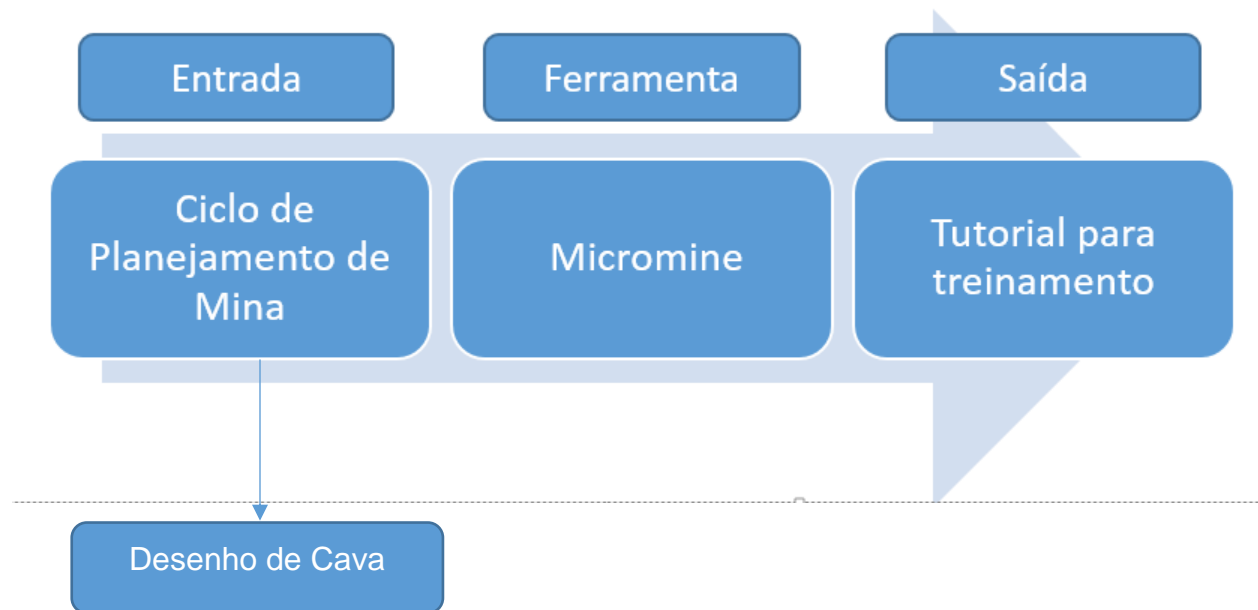 Entrada
Ferramenta
Saída
Ciclo de
Planejamento de
Mina
Micromine
Tutorial para
treinamento
Desenho de Cava